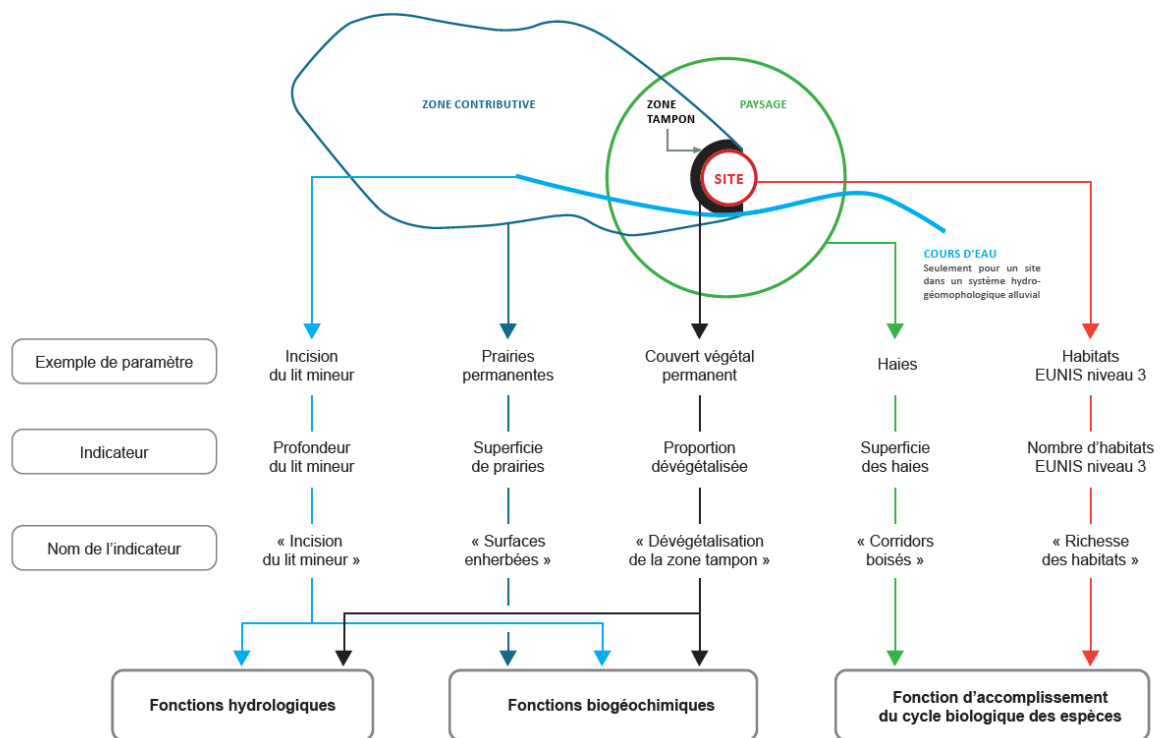 ZONE CONTRIBUTIVE
ZONE
TAMPON
PAYSAGE
SITE
COURS D’EAU
Seulement pour un site
dans un système hydro-
géomophologique alluvial
Exemple de paramètre
Incision
du lit mineur
Prairies
permanentes
Couvert végétal
permanent
Haies
Habitats
EUNIS niveau 3
Indicateur
Profondeur
du lit mineur
Superficie
de prairies
Proportion
dévégétalisée
Superficie
des haies
Nombre d’habitats
EUNIS niveau 3
Nom de l’indicateur
« Incision
du lit mineur »
« Surfaces
enherbées »
« Dévégétalisation
de la zone tampon »
« Corridors
boisés »
« Richesse
des habitats »
Fonctions hydrologiques
Fonctions biogéochimiques
Fonction d’accomplissement
du cycle biologique des espèces